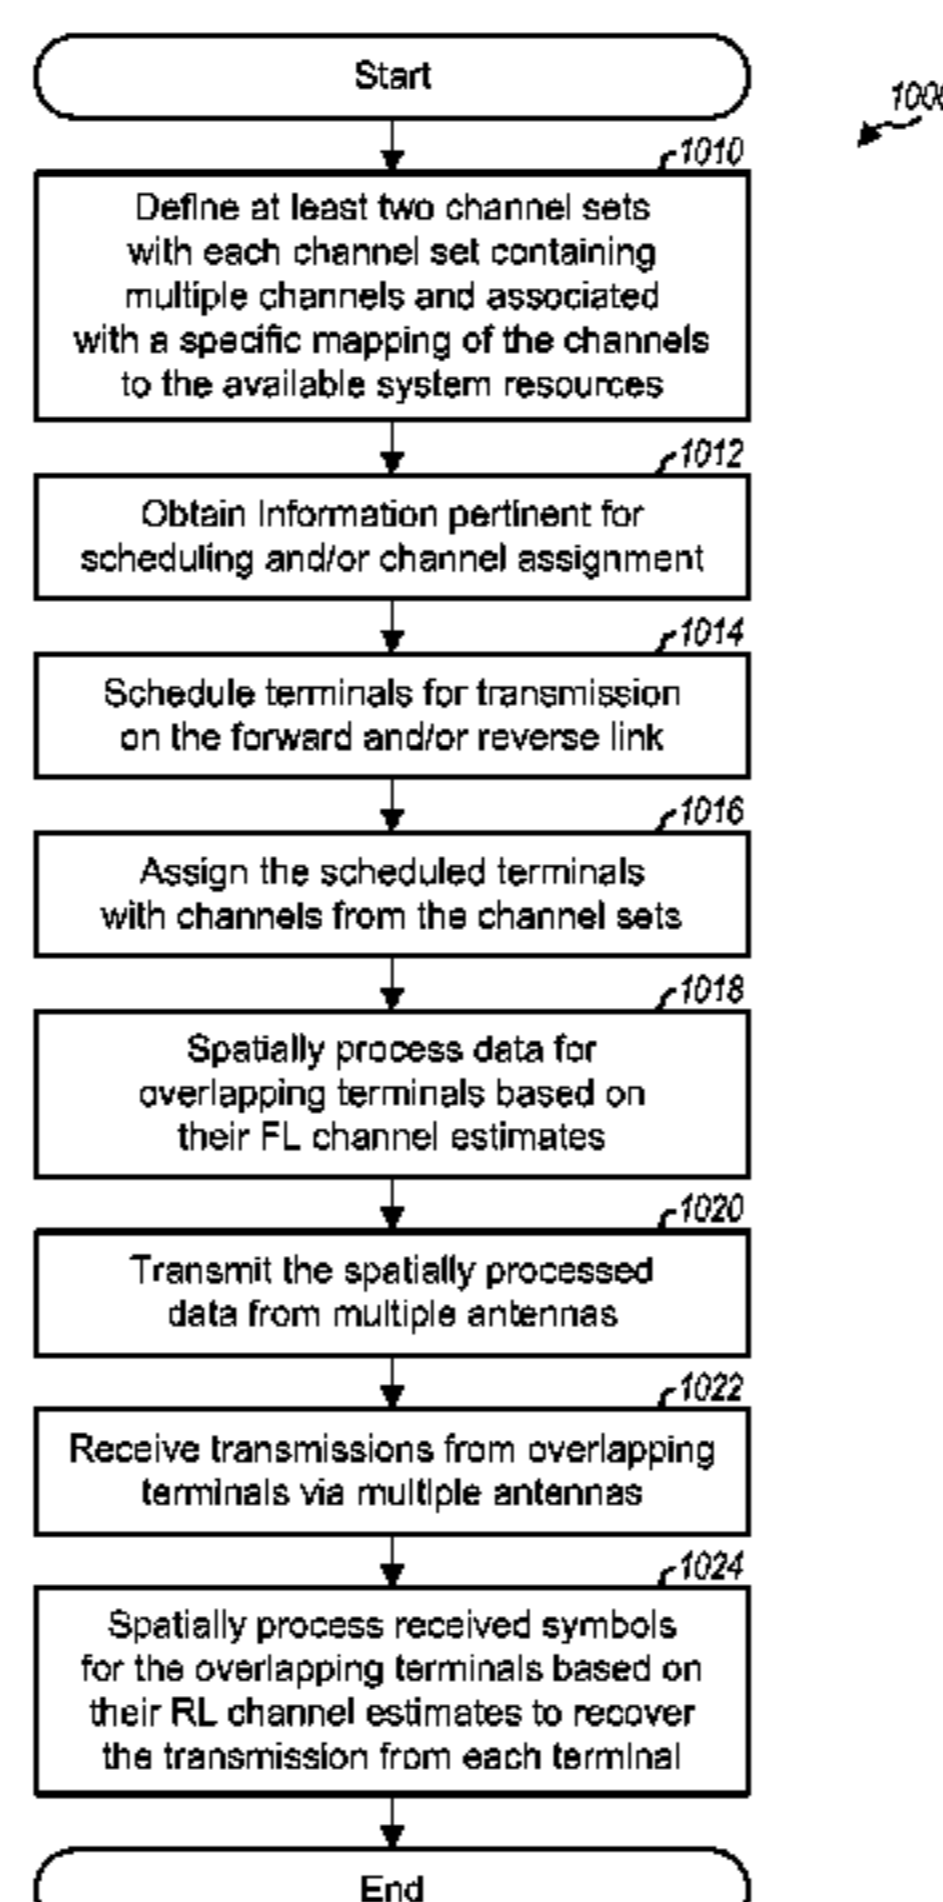 Start
1000
1010
Define at least two channel sets
with each channel set containing
multiple channels and associated
with a specific mapping of the channels
to the available system resources
1012
Obtain Information pertinent for
scheduling and/or channel assignment
1014
Schedule terminals for transmission
on the forward and/or reverse link
1016
Assign the scheduled terminals
with channels from the channel sets
1018
Spatially process data for
overlapping terminals based on
their FL channel estimates
1020
Transmit the spatially processed
data from multiple antennas
1022
Receive transmissions from overlapping
terminals via multiple antennas
1024
Spatially process received symbols
for the overlapping terminals based on
their RL channel estimates to recover
the transmission from each terminal
End